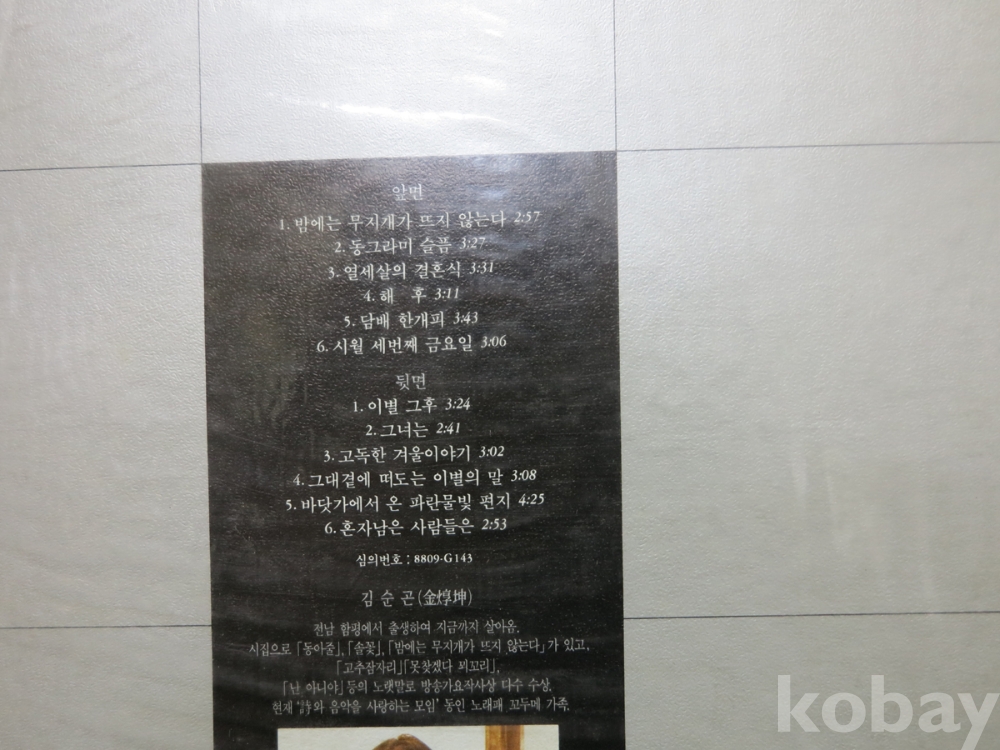 앞면
1. 밤에는 무지개가 뜨지 않는다 2:57
2. 동그라미 슬픔 3:27
3. 열세살의 결혼식 3:31
4. 해 후 3:11
5. 담배 한개피 3:43
6. 시월 세번째 금요일 3:06
뒷면
1. 이별 그후 3:24
2. 그녀는 2:41
3. 고독한 겨울이야기 3:02
4. 그대곁에 떠도는 이별의 말 3:08
5. 바닷가에서 온 파란물빛 편지 4:25
6. 혼자남은 사람들은 2:53
심의번호 : 8809-G143
김 순 곤 (金焞坤)
전남 함평에서 출생하여 지금까지 살아옴.
시집으로 「동아줄」, 「솔꽃」, 「밤에는 무지개가 뜨지 않는다」가 있고,
「고추잠자리」 「못찾겠다 꾀꼬리」,
「난 아니야」 등의 노랫말로 방송가요작사상 다수 수상.
현재 '詩와 음악을 사랑하는 모임' 동인 노래패 꼬두메 가족.
kobay